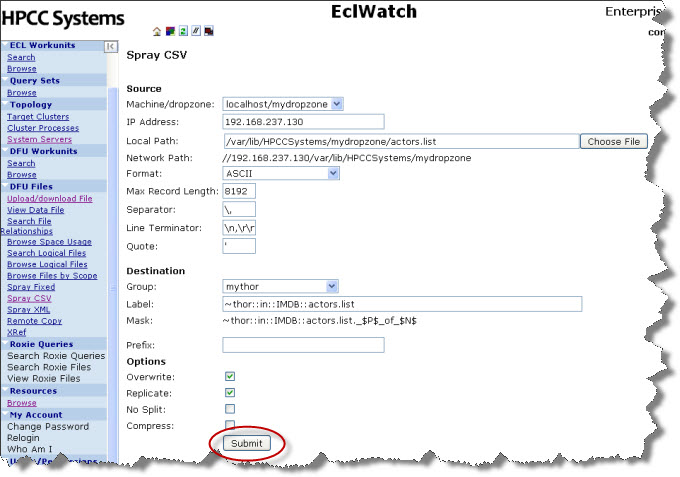 HPCC Systems
EclWatch
Enterpris
con
ECL Workunits
Search
Browse
Query Sets
Browse
Topology
Target Clusters
Cluster Processes
System Servers
DFU Workunits
Search
Browse
DFU Files
Upload/download File
View Data File
Search File
Relationships
Browse Space Usage
Search Logical Files
Browse Logical Files
Browse Files by Scope
Spray Fixed
Spray CSV
Spray XML
Remote Copy
XRef
Roxie Queries
Search Roxie Queries
Search Roxie Files
View Roxie Files
Resources
Browse
My Account
Change Password
Relogin
Who Am I
Spray CSV
Source
Machine/dropzone: localhost/mydropzone
IP Address: 192.168.237.130
Local Path: /var/lib/HPCCSystems/mydropzone/actors.list Choose File
Network Path: //192.168.237.130/var/lib/HPCCSystems/mydropzone
Format: ASCII
Max Record Length: 8192
Separator: \,
Line Terminator: \n,\r\r
Quote: '
Destination
Group: mythor
Label: ~thor::in::IMDB::actors.list
Mask: ~thor::in::IMDB::actors.list._$P$_of_$N$
Prefix:
Options
Overwrite:
Replicate:
No Split:
Compress:
Submit